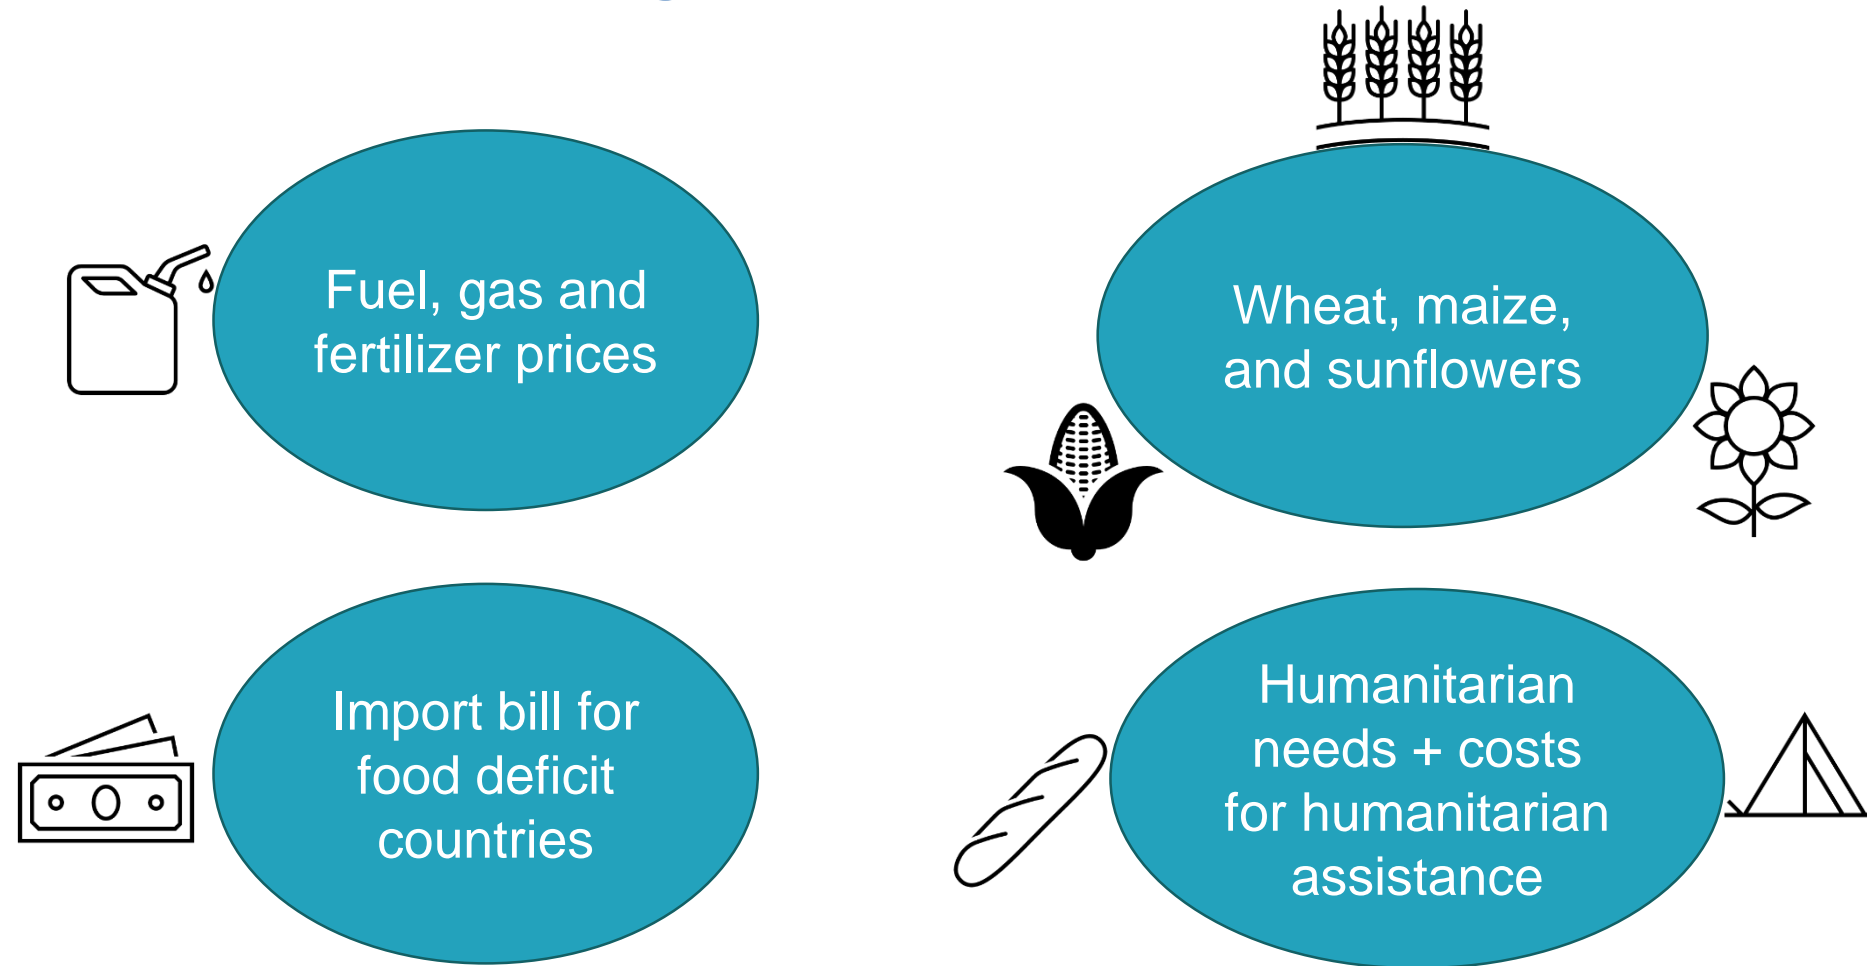 Fuel, gas and
fertilizer prices
Wheat, maize,
and sunflowers
Import bill for
food deficit
countries
Humanitarian
needs + costs
for humanitarian
assistance